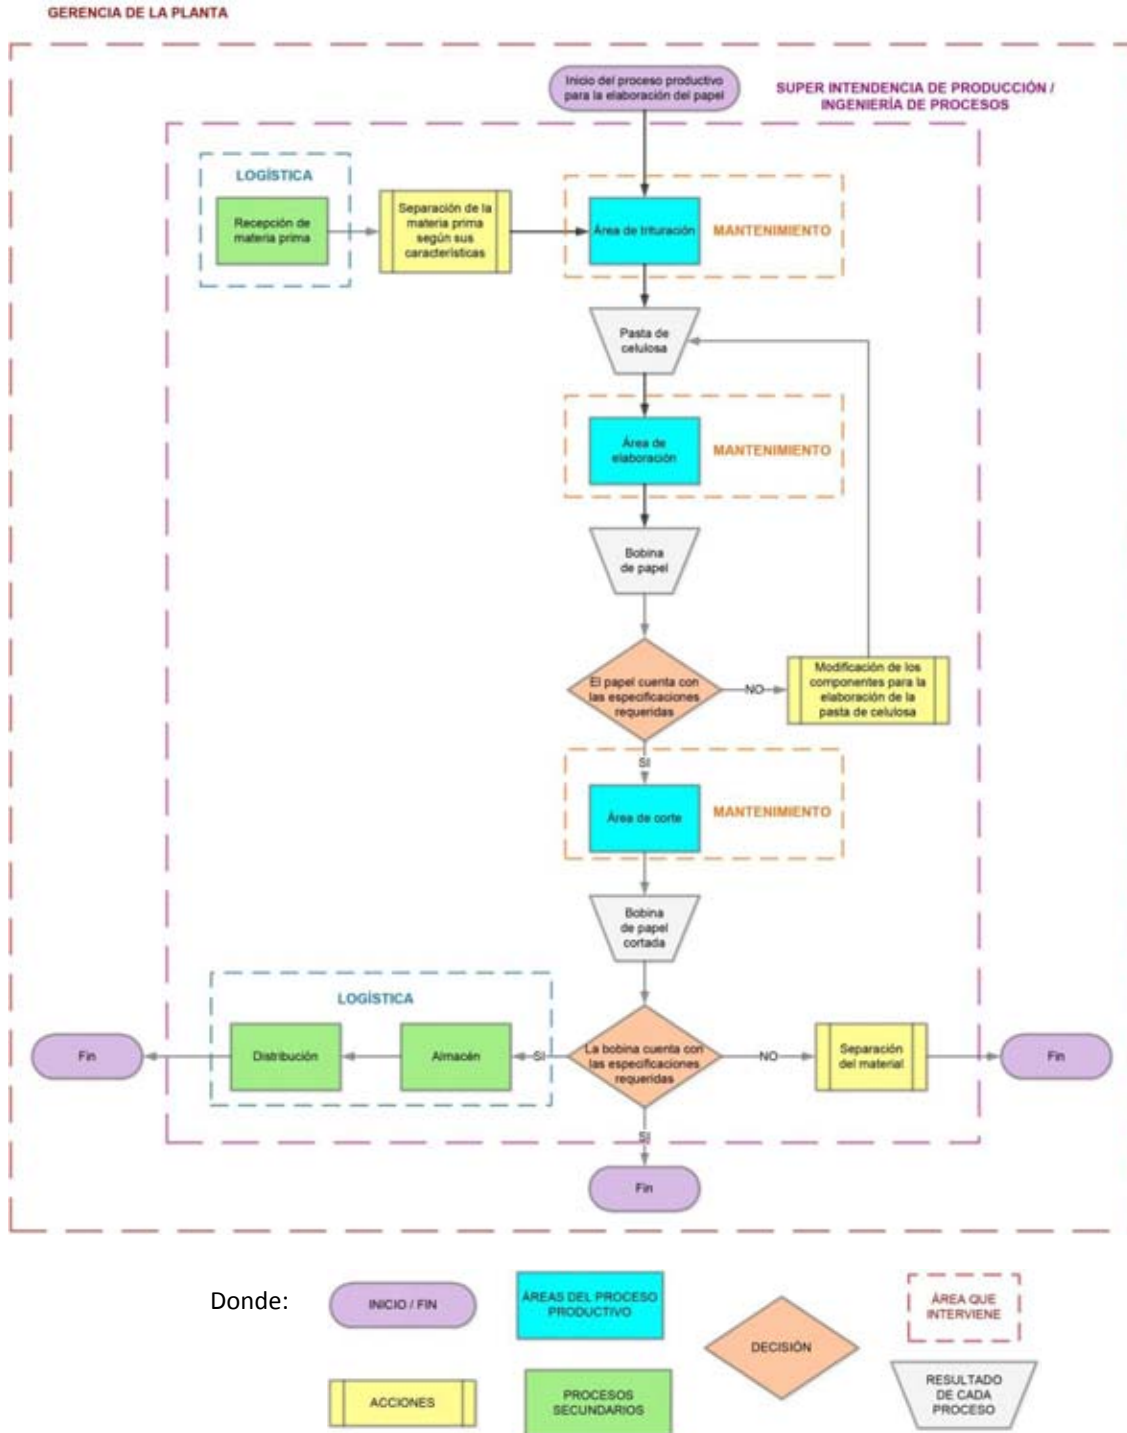 GERENCIA DE LA PLANTA
Inicio del proceso productivo
para la elaboración del papel
SUPER INTENDENCIA DE PRODUCCIÓN /
INGENIERÍA DE PROCESOS
LOGÍSTICA
Recepción de
materia prima
Separación de la
materia prima
según sus
características
Área de trituración
MANTENIMIENTO
Pasta de
celulosa
Área de
elaboración
MANTENIMIENTO
Bobina
de papel
El papel cuenta con
las especificaciones
requeridas
NO
Modificación de los
componentes para la
elaboración de la
pasta de celulosa
SI
Área de corte
MANTENIMIENTO
Bobina
de papel
cortada
LOGÍSTICA
Fin
Distribución
Almacén
SI
La bobina cuenta con
las especificaciones
requeridas
NO
Separación
del material
Fin
SI
Fin
Donde:
INICIO / FIN
ÁREAS DEL PROCESO
PRODUCTIVO
DECISIÓN
ÁREA QUE
INTERVIENE
ACCIONES
PROCESOS
SECUNDARIOS
RESULTADO
DE CADA
PROCESO